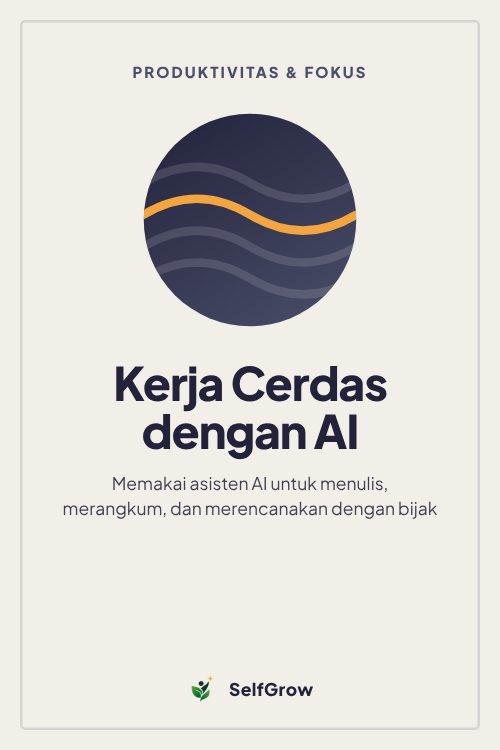 PRODUKTIVITAS & FOKUS
Kerja Cerdas
dengan AI
Memakai asisten AI untuk menulis,
merangkum, dan merencanakan dengan bijak
SelfGrow